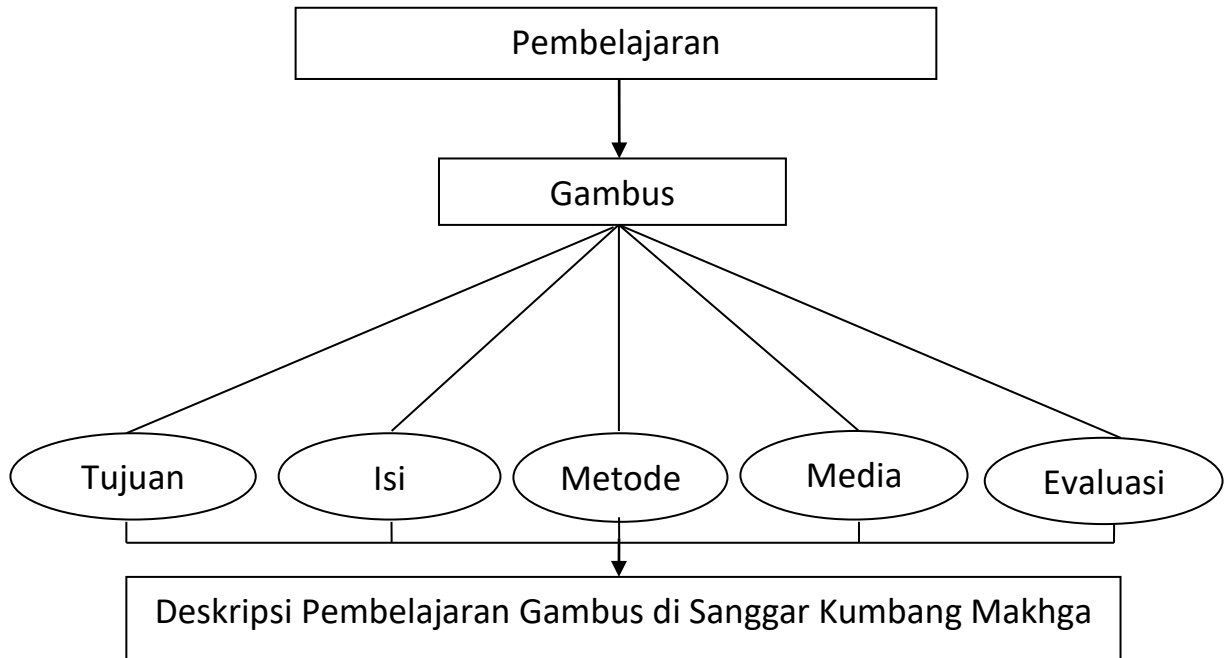 Pembelajaran
Gambus
Tujuan
Isi
Metode
Media
Evaluasi
Deskripsi Pembelajaran Gambus di Sanggar Kumbang Makhga